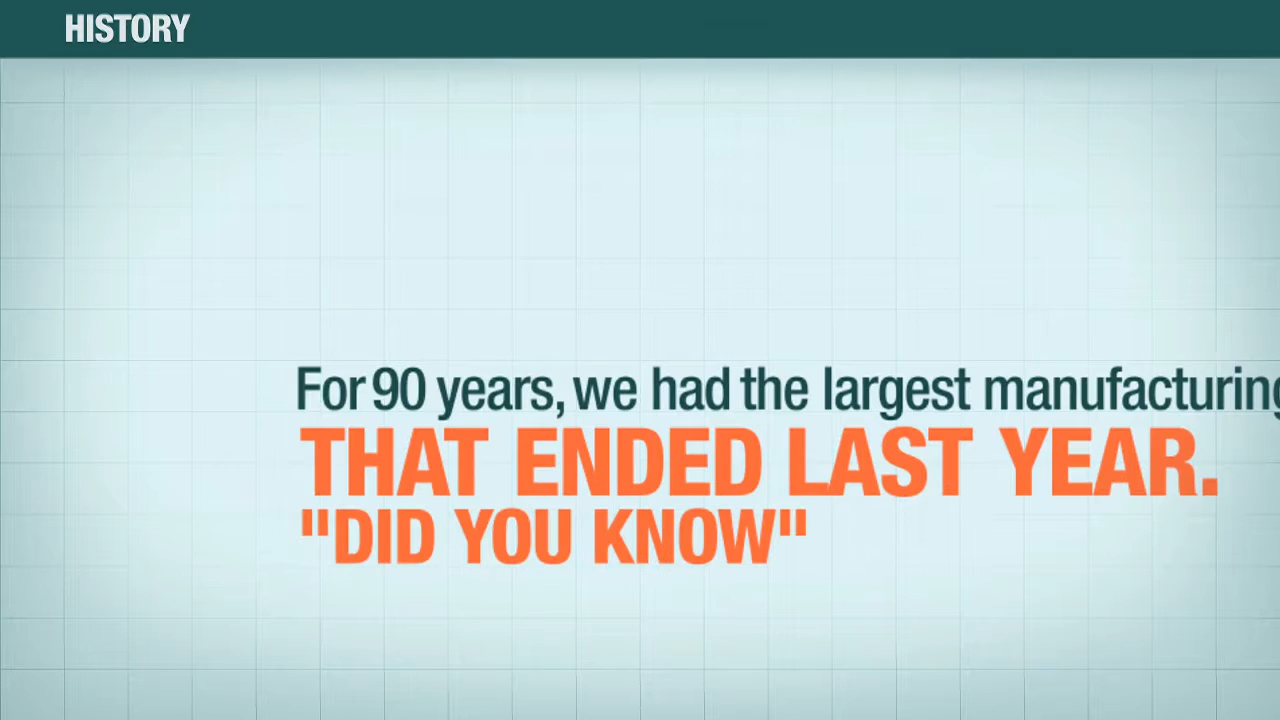 HISTORY
For 90 years, we had the largest manufacturing
THAT ENDED LAST YEAR.
"DID YOU KNOW"